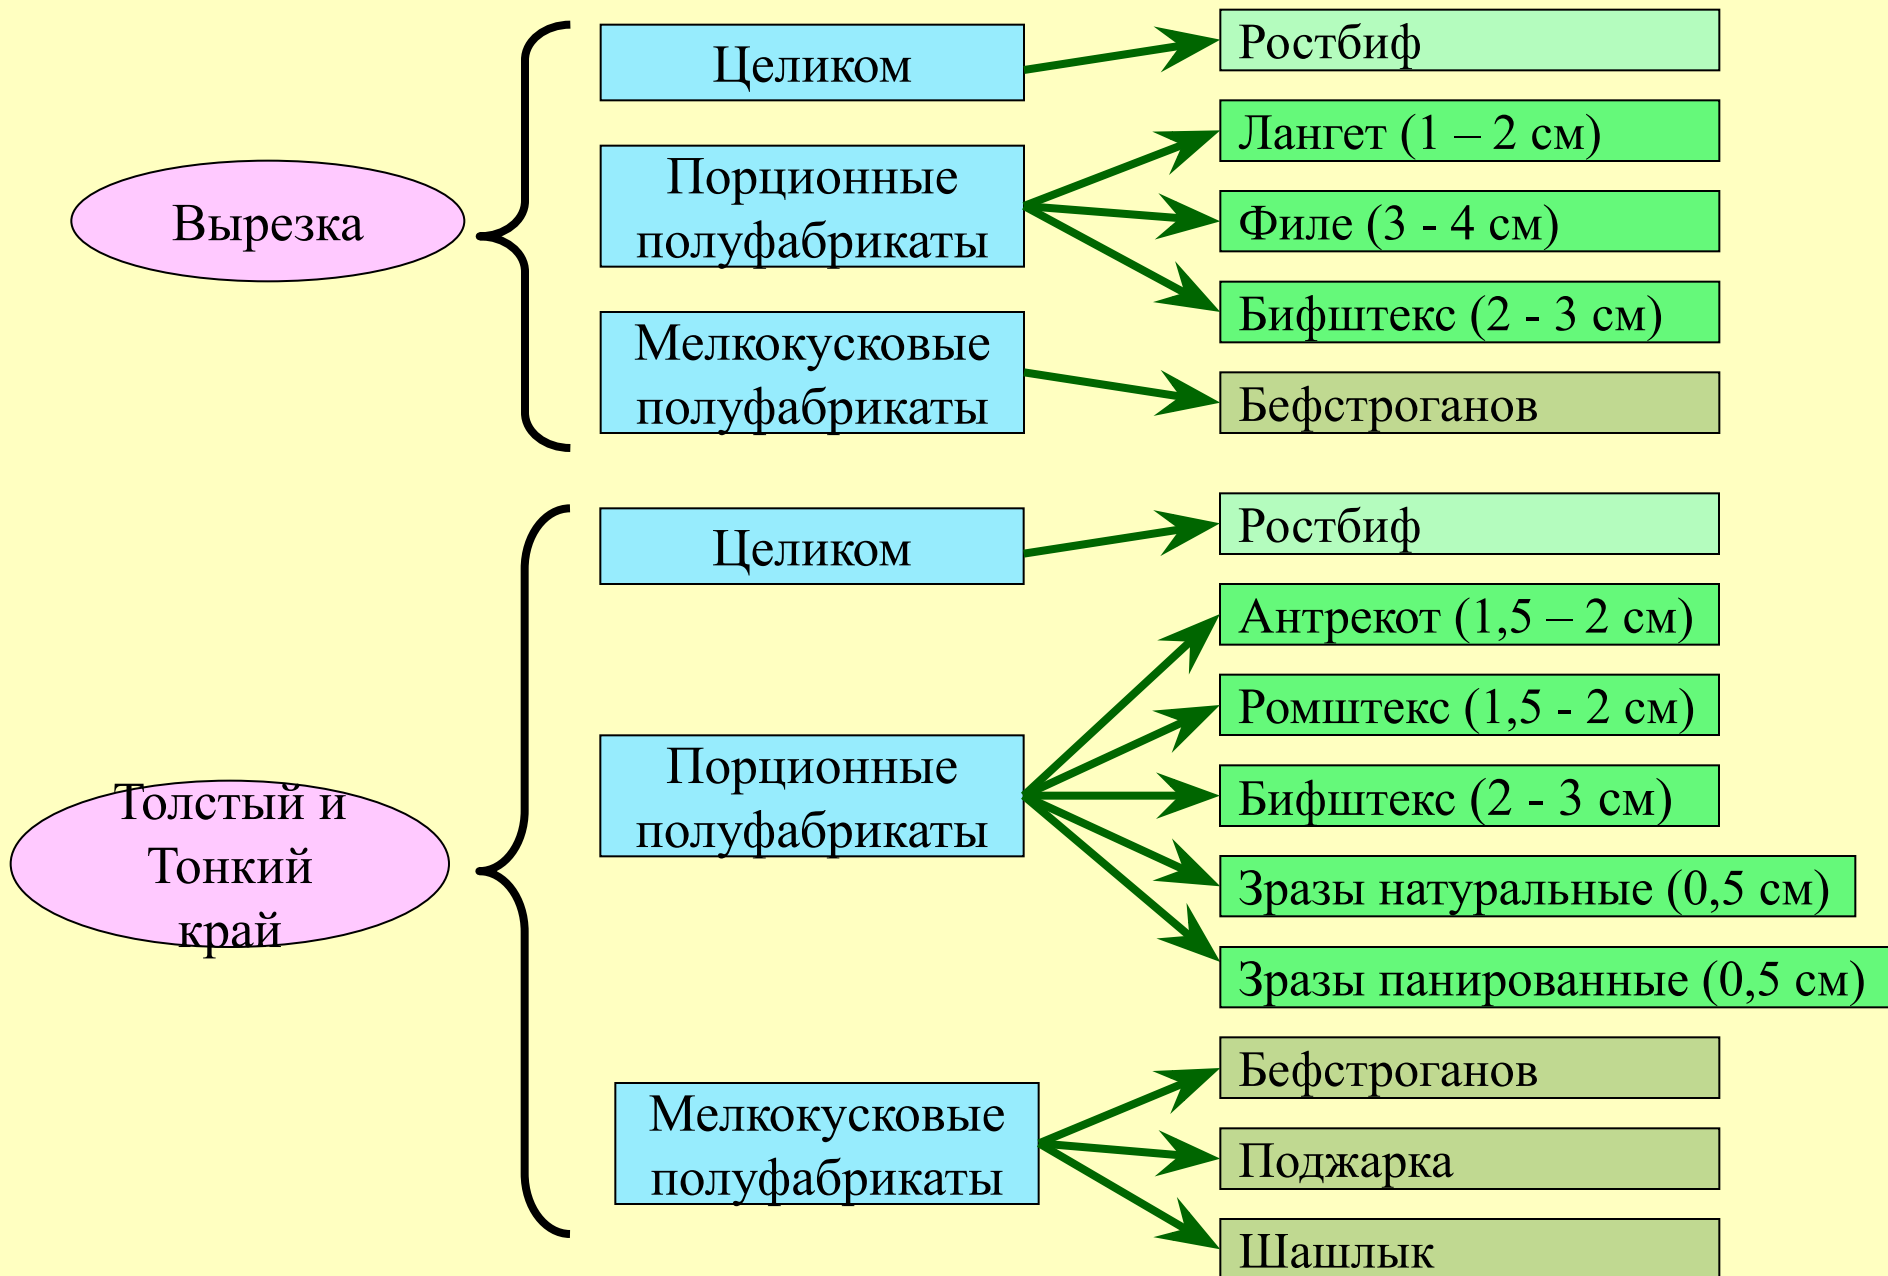 Вырезка
Целиком
Ростбиф
Порционные
полуфабрикаты
Лангет (1 – 2 см)
Филе (3 - 4 см)
Бифштекс (2 - 3 см)
Мелкокусковые
полуфабрикаты
Бефстроганов
Толстый и
Тонкий
край
Целиком
Ростбиф
Порционные
полуфабрикаты
Антрекот (1,5 – 2 см)
Ромштекс (1,5 - 2 см)
Бифштекс (2 - 3 см)
Зразы натуральные (0,5 см)
Зразы панированные (0,5 см)
Мелкокусковые
полуфабрикаты
Бефстроганов
Поджарка
Шашлык